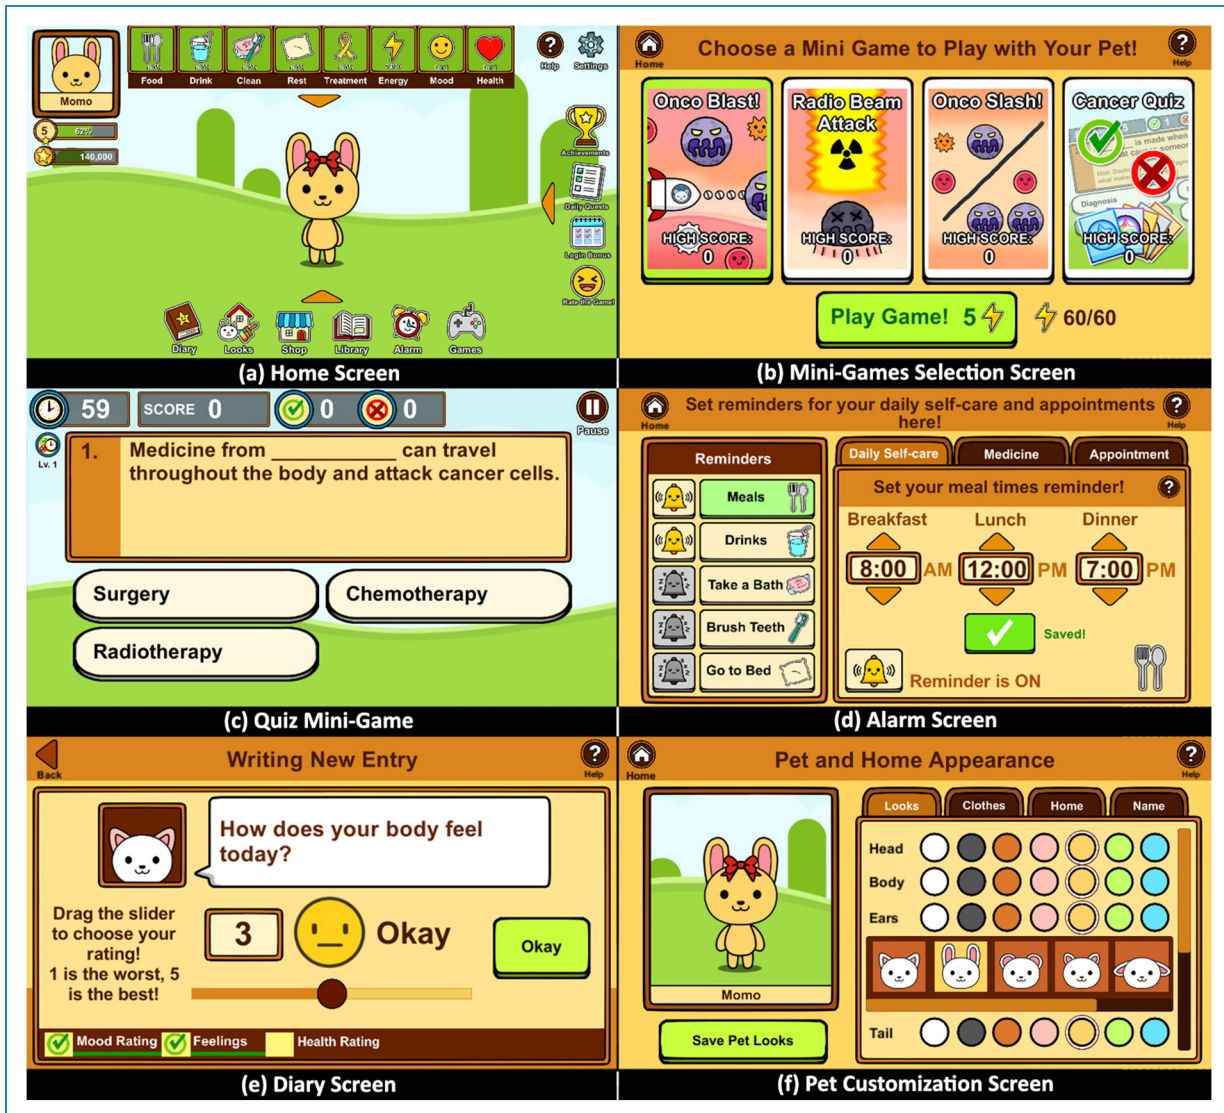 Momo
5
62%
140,000
Food
Drink
Clean
Rest
Treatment
Energy
Mood
Health
Help
Settings
Achievements
Daily Quests
Login Bonus
Rate the Game!
Diary
Looks
Shop
Library
Alarm
Games
(a) Home Screen
Home
Choose a Mini Game to Play with Your Pet!
Help
Onco Blast!
HIGH SCORE:
0
Radio Beam
Attack
HIGH SCORE:
0
Onco Slash!
HIGH SCORE:
0
Cancer Quiz
Diagnosis
HIGH SCORE:
0
Play Game! 5
60/60
(b) Mini-Games Selection Screen
59
SCORE 0
0
0
Pause
Lv. 1
1.
Medicine from ____________ can travel
throughout the body and attack cancer cells.
Surgery
Chemotherapy
Radiotherapy
(c) Quiz Mini-Game
Home
Set reminders for your daily self-care and appointments
here!
Help
Reminders
Meals
Drinks
Take a Bath
Brush Teeth
Go to Bed
Daily Self-care
Medicine
Appointment
Set your meal times reminder!
Breakfast
Lunch
Dinner
8:00 AM
12:00 PM
7:00 PM
Saved!
Reminder is ON
(d) Alarm Screen
Back
Writing New Entry
Help
How does your body feel
today?
Drag the slider
to choose your
rating!
1 is the worst, 5
is the best!
3
Okay
Okay
Mood Rating
Feelings
Health Rating
(e) Diary Screen
Home
Pet and Home Appearance
Help
Momo
Save Pet Looks
Looks
Clothes
Home
Name
Head
Body
Ears
Tail
(f) Pet Customization Screen